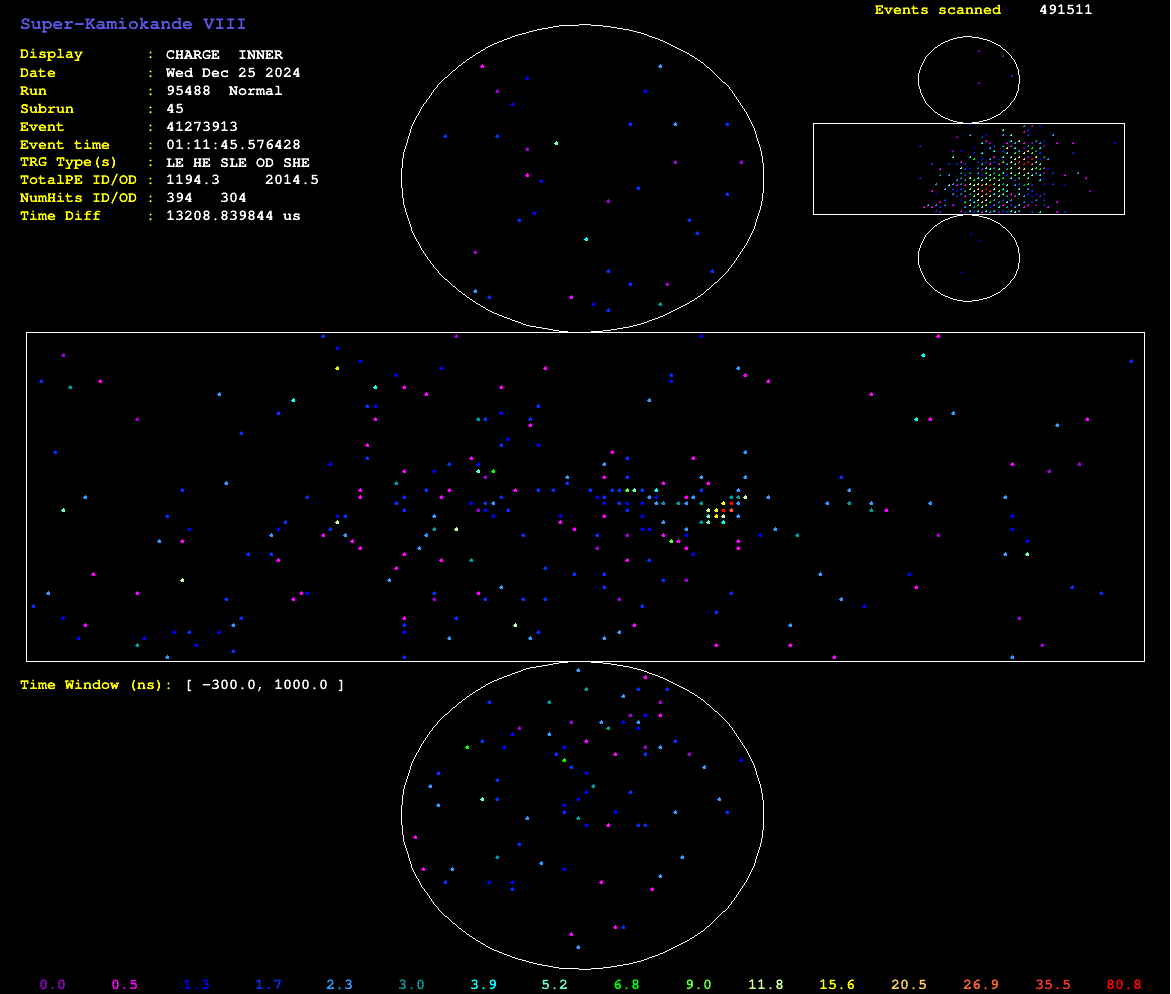 Super-Kamiokande VIII
Events scanned 491511
Display : CHARGE INNER
Date : Wed Dec 25 2024
Run : 95488 Normal
Subrun : 45
Event : 41273913
Event time : 01:11:45.576428
TRG Type(s) : LE HE SLE OD SHE
TotalPE ID/OD : 1194.3 2014.5
NumHits ID/OD : 394 304
Time Diff : 13208.839844 us
Time Window (ns): [ −300.0, 1000.0 ]
0.0 0.5 1.3 1.7 2.3 3.0 3.9 5.2 6.8 9.0 11.8 15.6 20.5 26.9 35.5 80.8